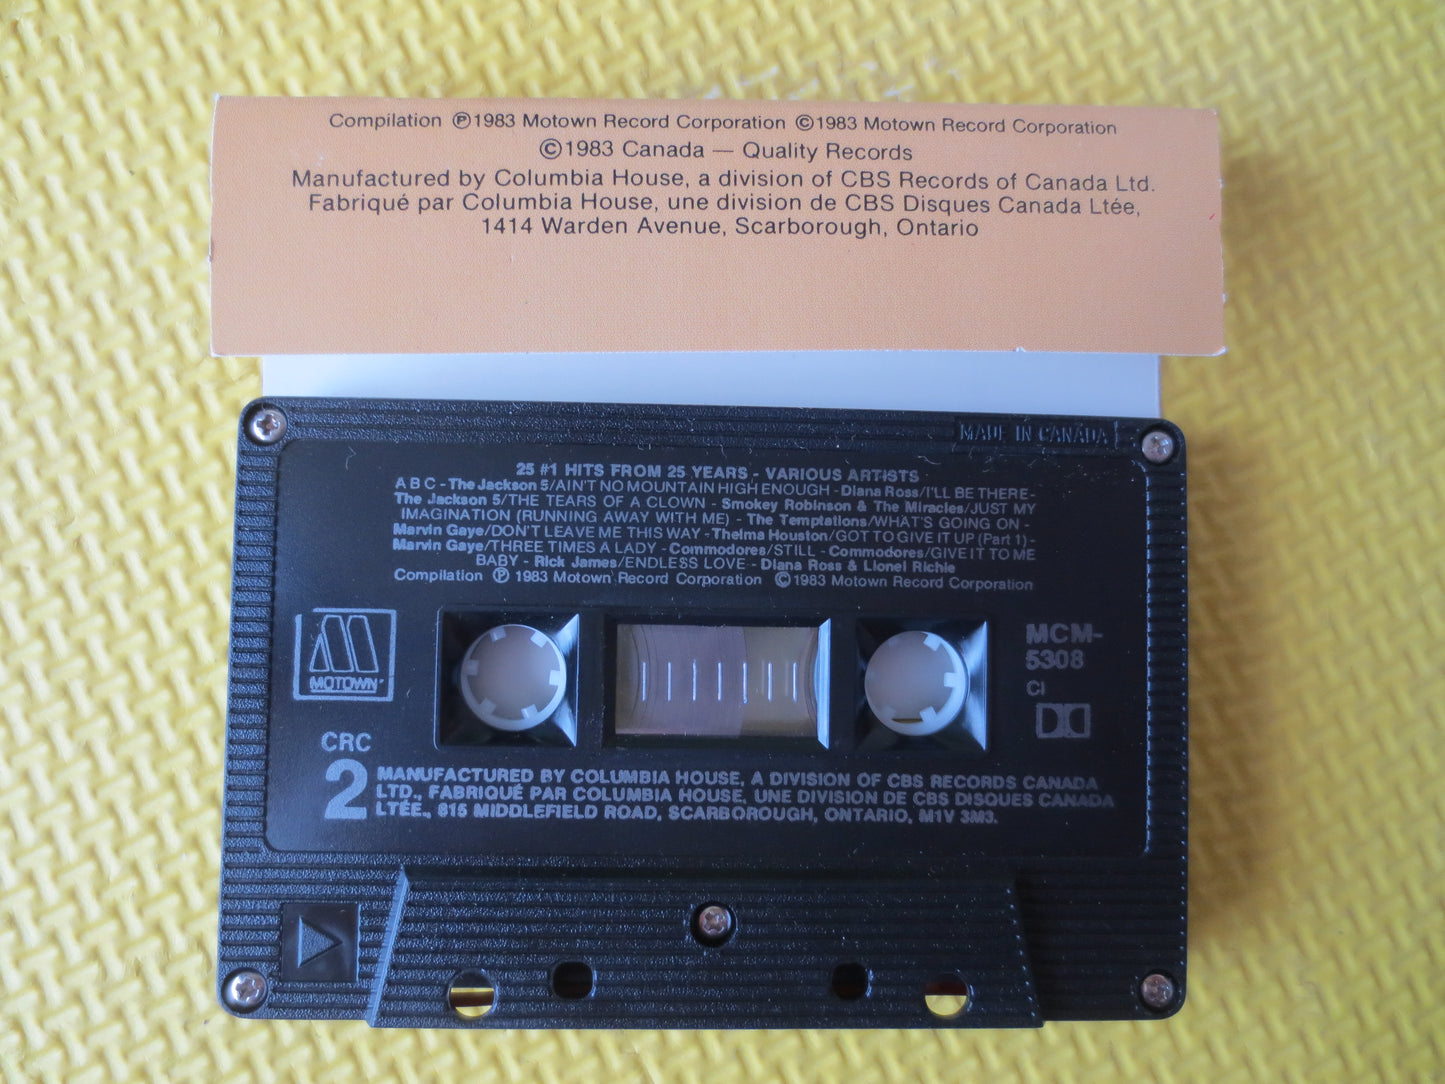 Compilation ℗1983 Motown Record Corporation ©1983 Motown Record Corporation
©1983 Canada — Quality Records
Manufactured by Columbia House, a division of CBS Records of Canada Ltd.
Fabriqué par Columbia House, une division de CBS Disques Canada Ltée,
1414 Warden Avenue, Scarborough, Ontario
MADE IN CANADA
25 #1 HITS FROM 25 YEARS - VARIOUS ARTISTS
A B C - The Jackson 5/AIN'T NO MOUNTAIN HIGH ENOUGH - Diana Ross/I'LL BE THERE -
The Jackson 5/THE TEARS OF A CLOWN - Smokey Robinson & The Miracles/JUST MY
IMAGINATION (RUNNING AWAY WITH ME) - The Temptations/WHAT'S GOING ON -
Marvin Gaye/DON'T LEAVE ME THIS WAY - Thelma Houston/GOT TO GIVE IT UP (Part 1) -
Marvin Gaye/THREE TIMES A LADY - Commodores/STILL - Commodores/GIVE IT TO ME
BABY - Rick James/ENDLESS LOVE - Diana Ross & Lionel Richie
Compilation ℗ 1983 Motown Record Corporation ©1983 Motown Record Corporation
MOTOWN
MCM-
5308
CI
CRC
2
MANUFACTURED BY COLUMBIA HOUSE, A DIVISION OF CBS RECORDS CANADA
LTD., FABRIQUÉ PAR COLUMBIA HOUSE, UNE DIVISION DE CBS DISQUES CANADA
LTÉE., 915 MIDDLEFIELD ROAD, SCARBOROUGH, ONTARIO, M1V 3M3.